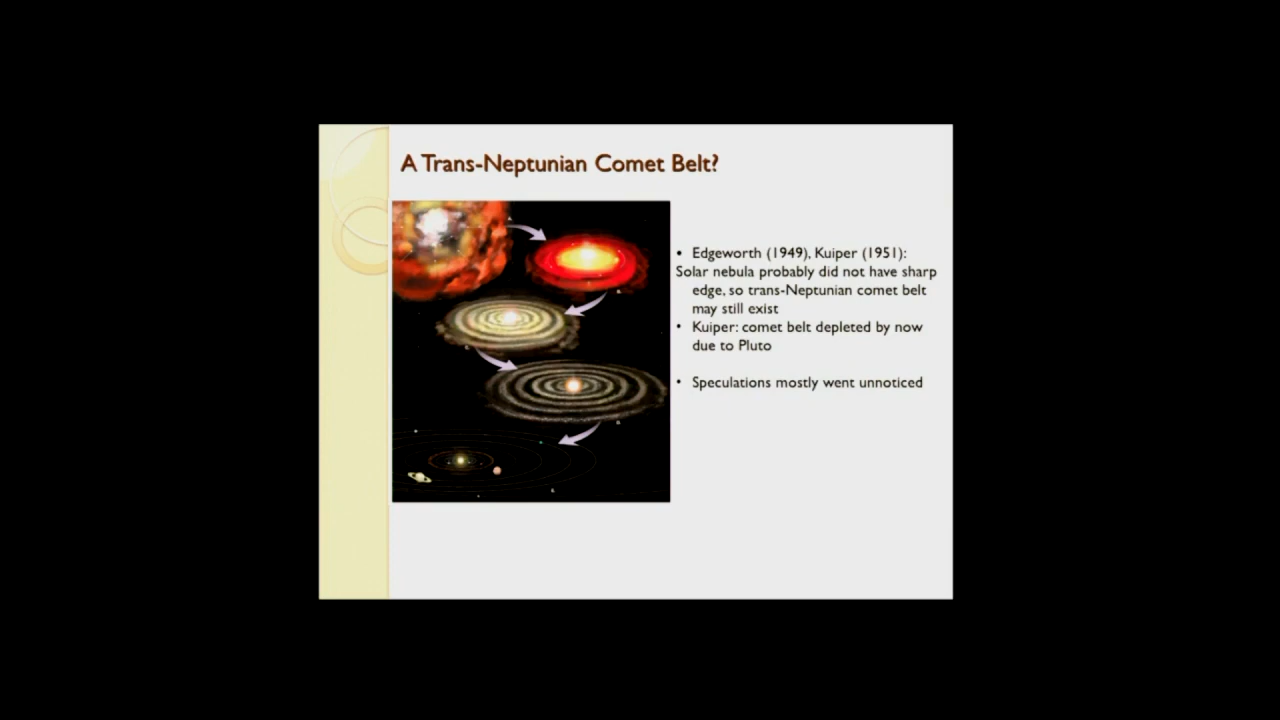 A Trans-Neptunian Comet Belt?
• Edgeworth (1949), Kuiper (1951):
Solar nebula probably did not have sharp
edge, so trans-Neptunian comet belt
may still exist
• Kuiper: comet belt depleted by now
due to Pluto
• Speculations mostly went unnoticed